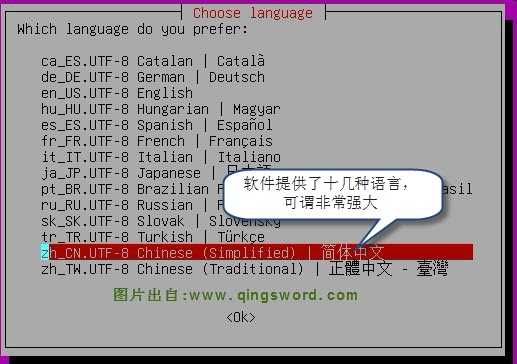 Choose language
Which language do you prefer:
ca_ES.UTF-8 Catalan | Català
de_DE.UTF-8 German | Deutsch
en_US.UTF-8 English
hu_HU.UTF-8 Hungarian | Magyar
es_ES.UTF-8 Spanish | Español
fr_FR.UTF-8 French | Français
it_IT.UTF-8 Italian | Italiano
ja_JP.UTF-8 Japanese | 日本語
pt_BR.UTF-8 Brazilian
ru_RU.UTF-8 Russian
sk_SK.UTF-8 Slovak | Slovenský
tr_TR.UTF-8 Turkish | Türkçe
zh_CN.UTF-8 Chinese (Simplified) | 简体中文
zh_TW.UTF-8 Chinese (Traditional) | 正體中文 - 臺灣
软件提供了十几种语言，
可谓非常强大
图片出自:www.qingsword.com
<Ok>